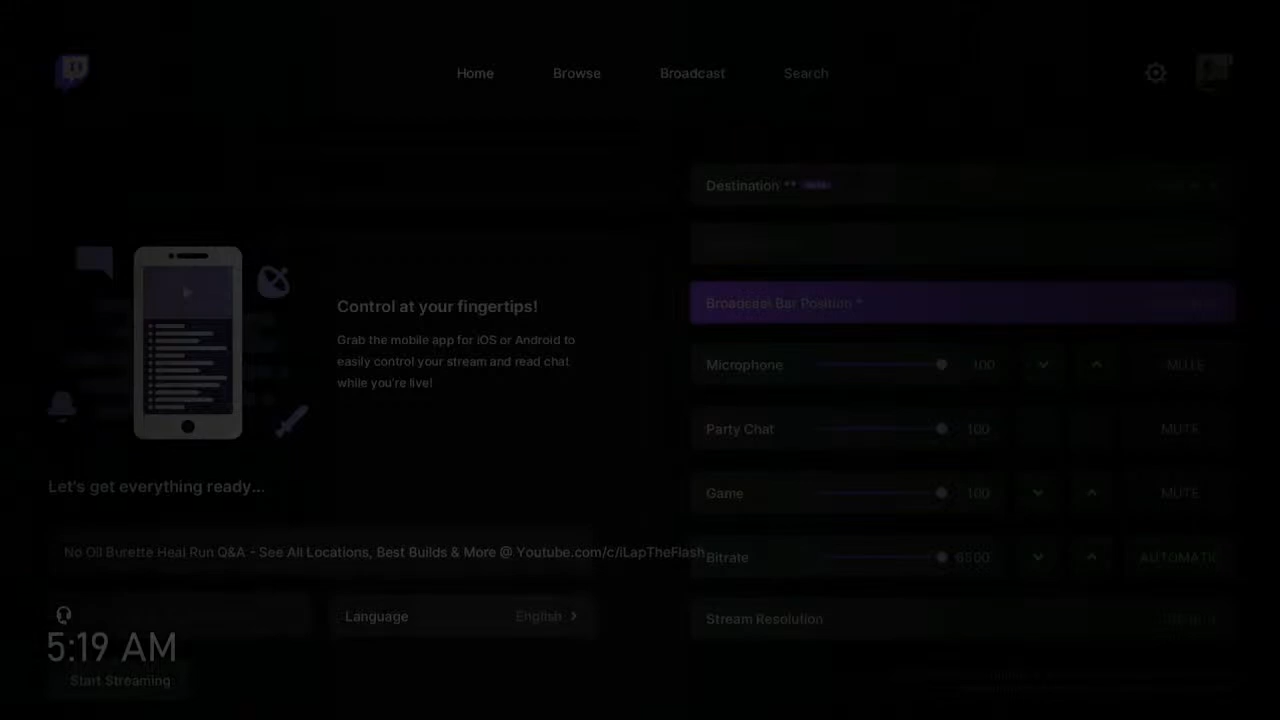 Home
Browse
Broadcast
Search
Control at your fingertips!
Grab the mobile app for iOS or Android to
easily control your stream and read chat
while you're live!
Let's get everything ready...
No Oil Burette Heal Run Q&A - See All Locations, Best Builds & More @ Youtube.com/c/iLapTheFlash
Language English
5:19 AM
Start Streaming
Destination **
Broadcast Bar Position *
Microphone 100 MUTE
Party Chat 100 MUTE
Game 100 MUTE
Bitrate 6500 AUTOMATIC
Stream Resolution